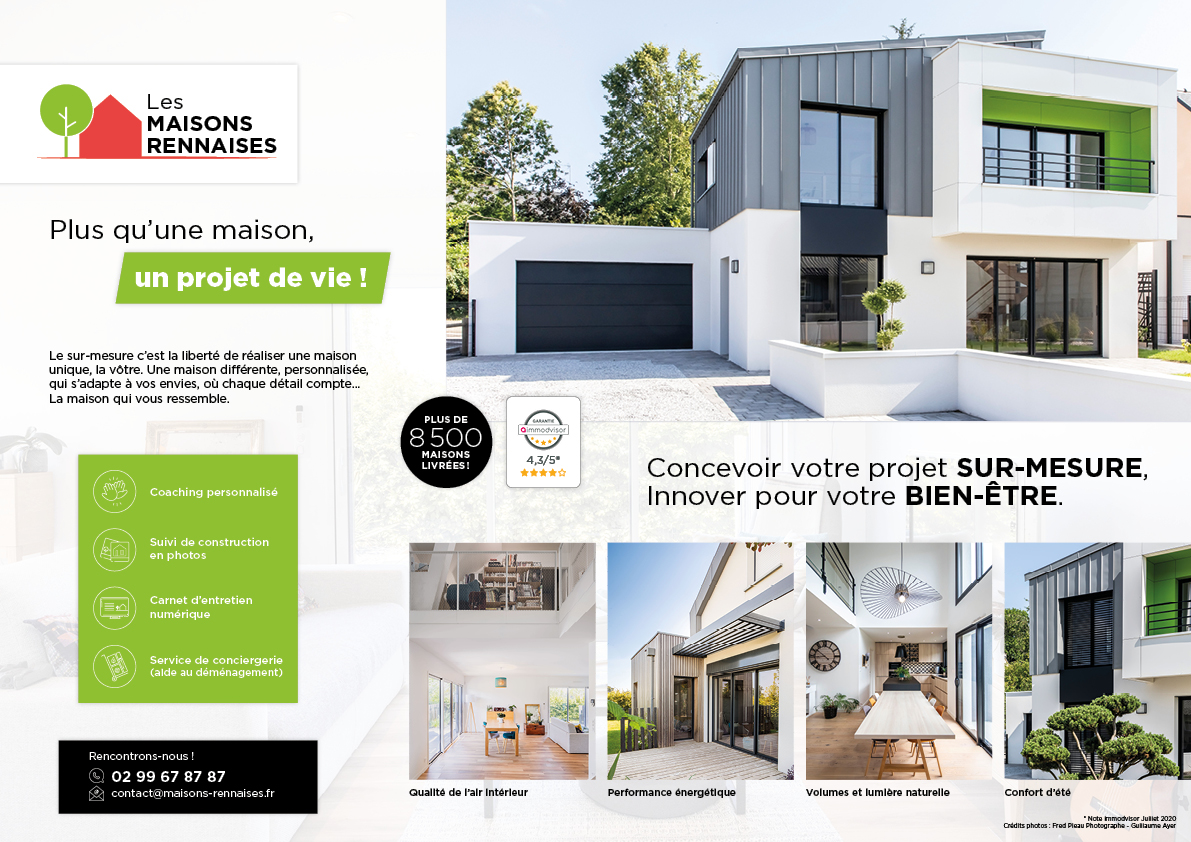 Les
MAISONS
RENNAISES
Plus qu'une maison,
un projet de vie !
Le sur-mesure c'est la liberté de réaliser une maison
unique, la vôtre. Une maison différente, personnalisée,
qui s'adapte à vos envies, où chaque détail compte...
La maison qui vous ressemble.
PLUS DE
8 500
MAISONS
LIVRÉES !
GARANTIE
immodvisor
4,3/5*
Concevoir votre projet SUR-MESURE,
Innover pour votre BIEN-ÊTRE.
Coaching personnalisé
Suivi de construction
en photos
Carnet d'entretien
numérique
Service de conciergerie
(aide au déménagement)
Rencontrons-nous !
02 99 67 87 87
contact@maisons-rennaises.fr
Qualité de l'air intérieur
Performance énergétique
Volumes et lumière naturelle
Confort d'été
* Note Immodvisor Juillet 2020
Crédits photos : Fred Pieau Photographe - Guillaume Ayer